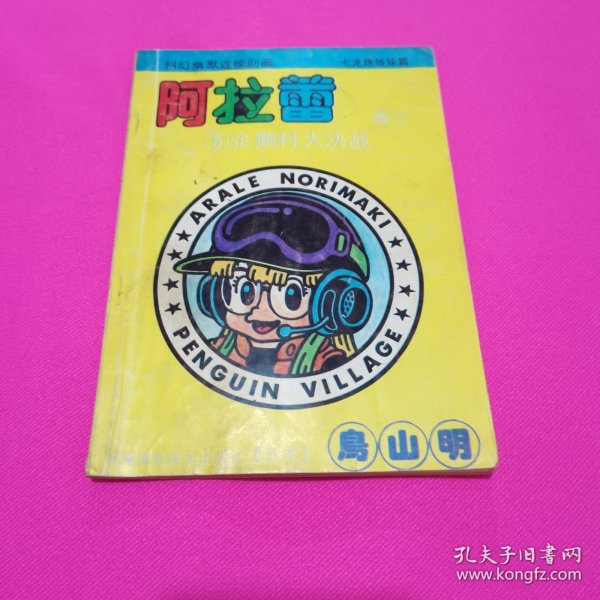 科幻幽默连续剧画 七龙珠姊妹篇
阿拉蕾 卷二
⑤企鹅村大决战
ARALE NORIMAKI
PENGUIN VILLAGE
鳥山明
孔夫子旧书网
www.kongfz.com